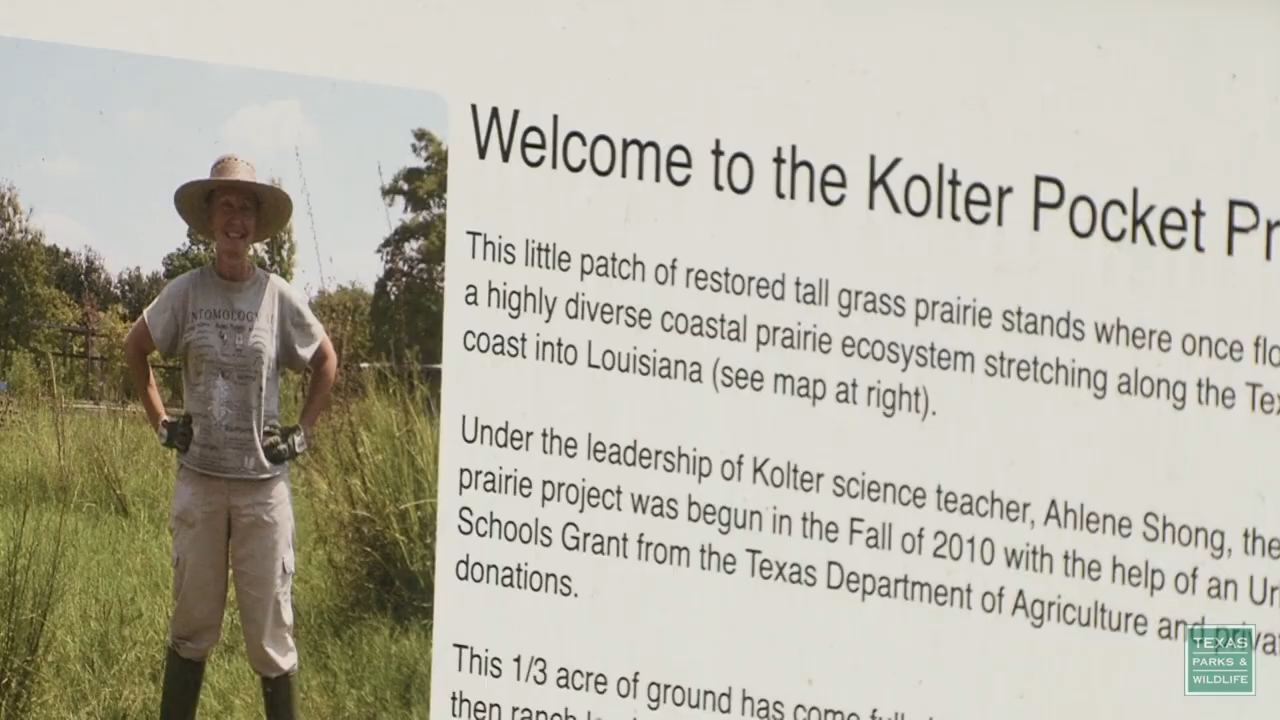 Welcome to the Kolter Pocket Pr
This little patch of restored tall grass prairie stands where once flo
a highly diverse coastal prairie ecosystem stretching along the Tex
coast into Louisiana (see map at right).
Under the leadership of Kolter science teacher, Ahlene Shong, the
prairie project was begun in the Fall of 2010 with the help of an Ur
Schools Grant from the Texas Department of Agriculture and priva
donations.
This 1/3 acre of ground has come full
then ranch
NTOMOLOGY
TEXAS
PARKS &
WILDLIFE